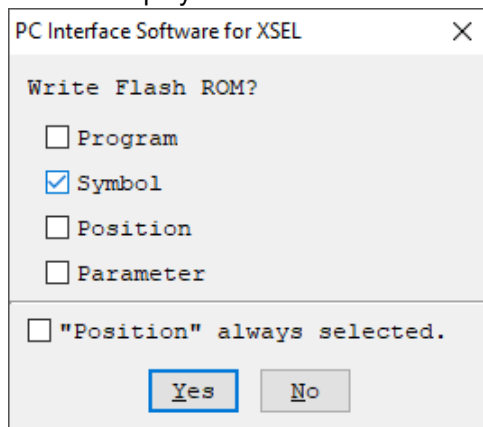 PC Interface Software for XSEL
Write Flash ROM?
Program
Symbol
Position
Parameter
"Position" always selected.
Yes No